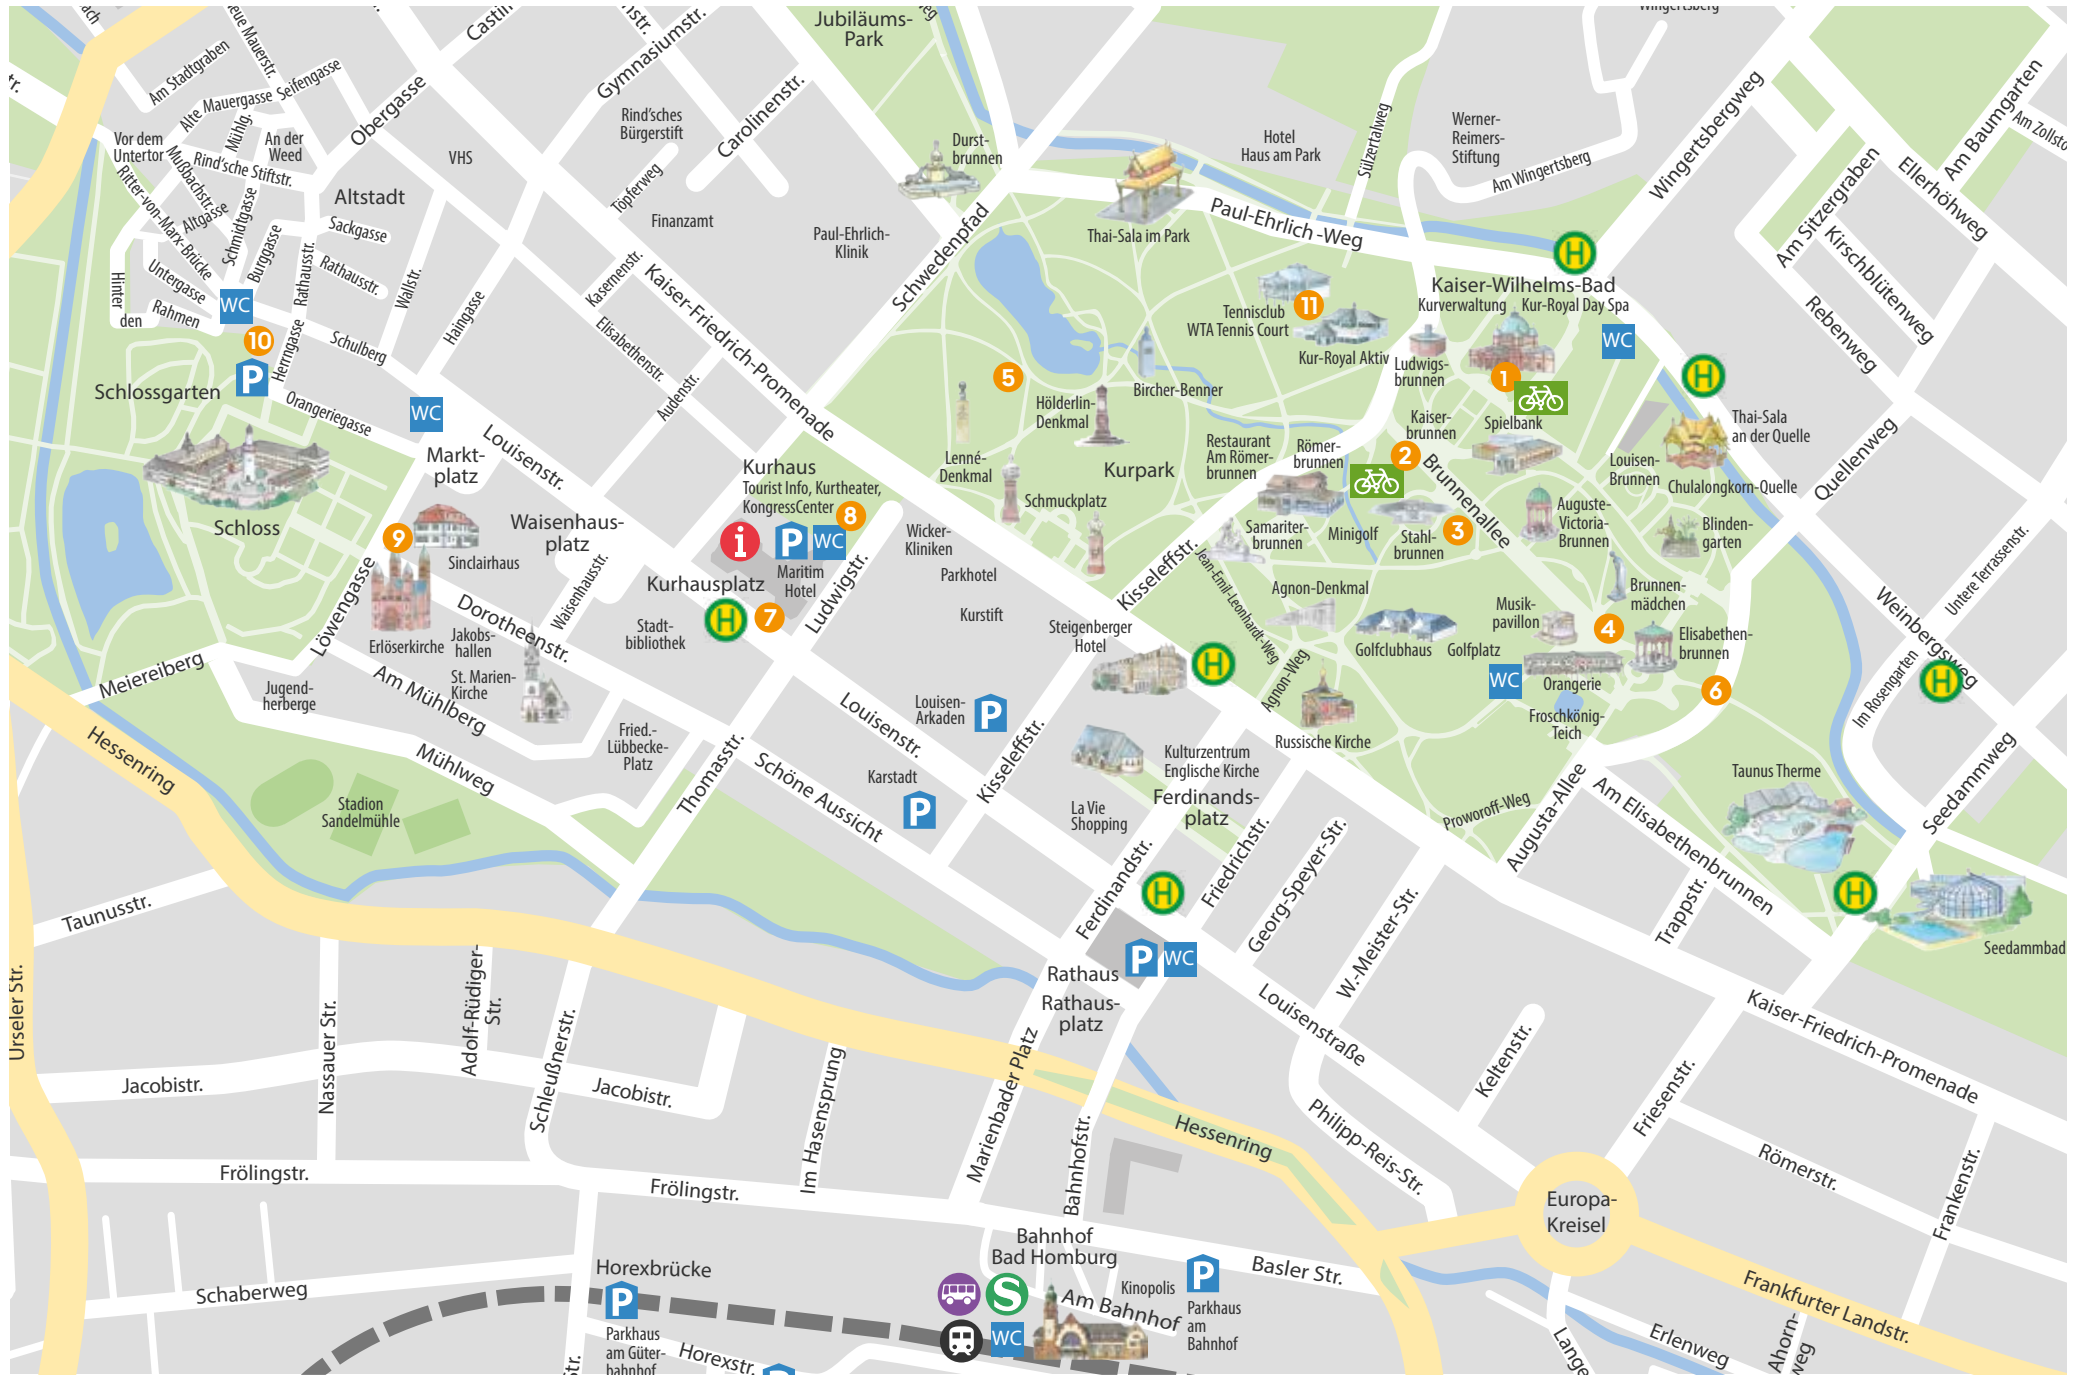 Jubiläums-
Park
Am Stadtgraben
Neue Mauerstr.
Seifengasse
Alte Mauergasse
Mühlg.
An der
Weed
Vor dem
Untertor
Mußbachstr.
Rind'sche Stiftstr.
Ritter-von-Marx-Brücke
Altgasse
Schmidtgasse
Burggasse
Rathausstr.
Untergasse
Hinter
den
Rahmen
WC
10
P
Herrngasse
Obergasse
VHS
Altstadt
Sackgasse
Rathausstr.
Wallstr.
Haingasse
Schulberg
Gymnasiumstr.
Rind'sches
Bürgerstift
Carolinenstr.
Töpferweg
Finanzamt
Paul-Ehrlich-
Klinik
Kasernenstr.
Kaiser-Friedrich-Promenade
Elisabethenstr.
Audenstr.
Schwedenpfad
Durst-
brunnen
Thai-Sala im Park
Hotel
Haus am Park
Sülzertalweg
Werner-
Reimers-
Stiftung
Wingertsberg
Am Wingertsberg
Wingertsbergweg
Paul-Ehrlich-Weg
Am Baumgarten
Ellerhöhweg
Am Sitzergraben
Kirschblütenweg
Rebenweg
Quellenweg
H
Kaiser-Wilhelms-Bad
Kurverwaltung
Kur-Royal Day Spa
WC
H
Tennisclub
WTA Tennis Court
11
Kur-Royal Aktiv
Ludwigs-
brunnen
1
Bircher-Benner
5
Hölderlin-
Denkmal
Lenné-
Denkmal
Schmuckplatz
Kurpark
Restaurant
Am Römer-
brunnen
Römer-
brunnen
Kaiser-
brunnen
2
Spielbank
Brunnenallee
Louisen-
Brunnen
Thai-Sala
an der Quelle
Chulalongkorn-Quelle
Samariter-
brunnen
Minigolf
Stahl-
brunnen
3
Auguste-
Victoria-
Brunnen
Blinden-
garten
Schlossgarten
Orangeriegasse
WC
Markt-
platz
Louisenstr.
Schloss
9
Sinclairhaus
Löwengasse
Erlöserkirche
Jakobs-
hallen
Dorotheenstr.
Waisenhaus-
platz
Waisenhausstr.
St. Marien-
Kirche
Kurhaus
Tourist Info, Kurtheater,
KongressCenter
8
i
P
WC
Maritim
Hotel
Kurhausplatz
H
7
Stadt-
bibliothek
Ludwigstr.
Wicker-
Kliniken
Parkhotel
Kurstift
Kisseleffstr.
Jean-Emil-Leonhardt-Weg
Steigenberger
Hotel
H
Agnon-Denkmal
Agnon-Weg
Golfclubhaus
Golfplatz
Russische Kirche
Musik-
pavillon
4
Brunnen-
mädchen
Elisabethen-
brunnen
WC
Orangerie
Froschkönig-
Teich
6
Weinbergsweg
Untere Terrassenstr.
Im Rosengarten
H
Seedammweg
Meiereiberg
Jugend-
herberge
Am Mühlberg
Mühlweg
Hessenring
Stadion
Sandelmühle
Fried.-
Lübbecke-
Platz
Thomasstr.
Schöne Aussicht
Louisenstr.
Louisen-
Arkaden
P
Karstadt
P
Kisseleffstr.
Kulturzentrum
Englische Kirche
Ferdinands-
platz
La Vie
Shopping
Ferdinandstr.
Friedrichstr.
H
Georg-Speyer-Str.
W.-Meister-Str.
Proworoff-Weg
Augusta-Allee
Am Elisabethenbrunnen
Trappstr.
Taunus Therme
H
Seedammbad
Rathaus
P
WC
Rathaus-
platz
Louisenstraße
Taunusstr.
Urseler Str.
Nassauer Str.
Adolf-Rüdiger-
Str.
Schleußnerstr.
Jacobistr.
Jacobistr.
Im Hasensprung
Marienbader Platz
Bahnhofstr.
Hessenring
Philipp-Reis-Str.
Keltenstr.
Friesenstr.
Kaiser-Friedrich-Promenade
Römerstr.
Frankenstr.
Frölingstr.
Frölingstr.
Europa-
Kreisel
Frankfurter Landstr.
Erlenweg
Ahorn-
weg
Lange
Schaberweg
Horexbrücke
P
Parkhaus
am Güter-
bahnhof
Horexstr.
Bahnhof
Bad Homburg
S
WC
Am Bahnhof
Kinopolis
P
Parkhaus
am
Bahnhof
Basler Str.